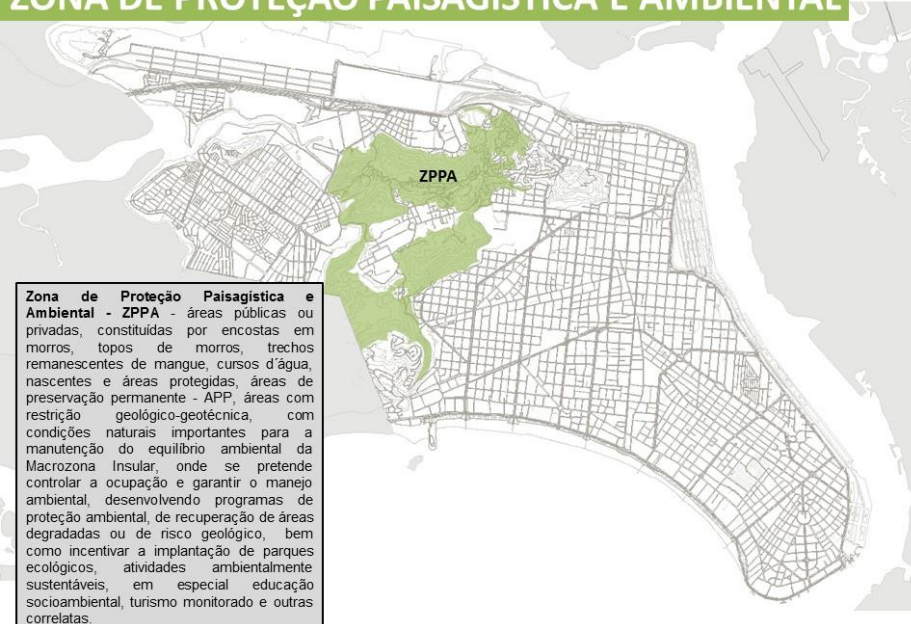 ZONA DE PROTEÇÃO PAISAGÍSTICA E AMBIENTAL
ZPPA
Zona de Proteção Paisagística e
Ambiental - ZPPA - áreas públicas ou
privadas, constituídas por encostas em
morros, topos de morros, trechos
remanescentes de mangue, cursos d´água,
nascentes e áreas protegidas, áreas de
preservação permanente - APP, áreas com
restrição geológico-geotécnica, com
condições naturais importantes para a
manutenção do equilíbrio ambiental da
Macrozona Insular, onde se pretende
controlar a ocupação e garantir o manejo
ambiental, desenvolvendo programas de
proteção ambiental, de recuperação de áreas
degradadas ou de risco geológico, bem
como incentivar a implantação de parques
ecológicos, atividades ambientalmente
sustentáveis, em especial educação
socioambiental, turismo monitorado e outras
correlatas.